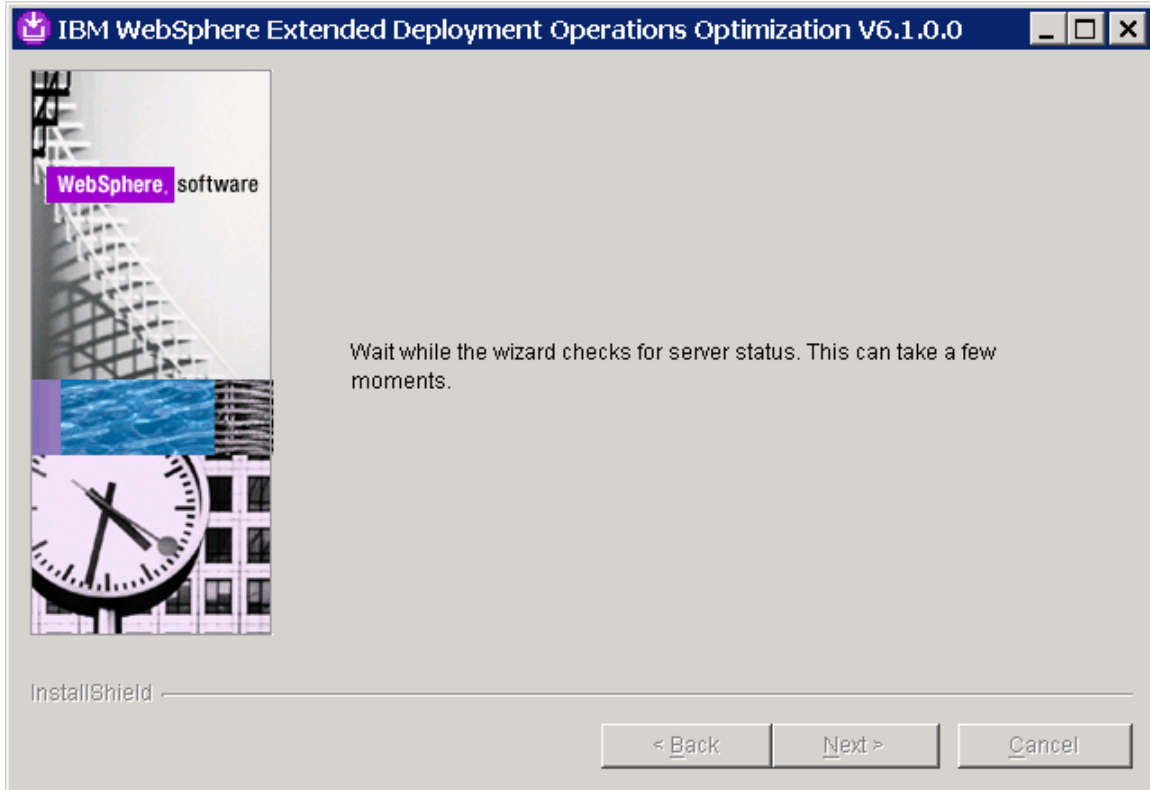 IBM WebSphere Extended Deployment Operations Optimization V6.1.0.0
WebSphere. software
Wait while the wizard checks for server status. This can take a few
moments.
InstallShield
< Back
Next >
Cancel